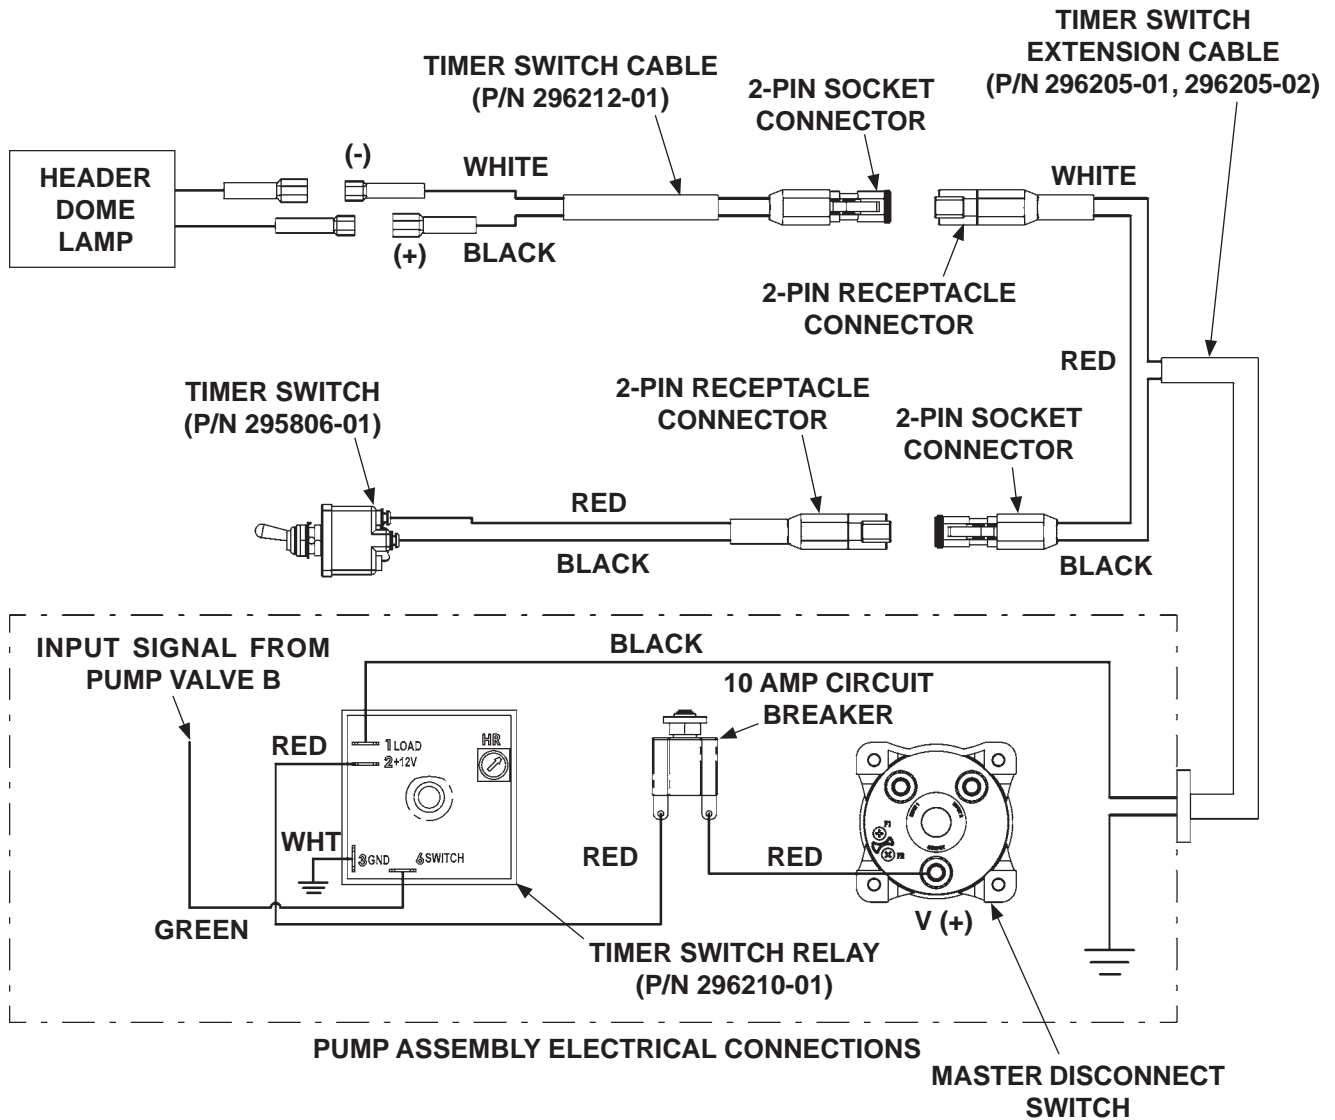 TIMER SWITCH
EXTENSION CABLE
(P/N 296205-01, 296205-02)
TIMER SWITCH CABLE
(P/N 296212-01)
2-PIN SOCKET
CONNECTOR
HEADER
DOME
LAMP
(-)
WHITE
(+)
BLACK
WHITE
2-PIN RECEPTACLE
CONNECTOR
RED
TIMER SWITCH
(P/N 295806-01)
2-PIN RECEPTACLE
CONNECTOR
2-PIN SOCKET
CONNECTOR
RED
BLACK
BLACK
INPUT SIGNAL FROM
PUMP VALVE B
BLACK
10 AMP CIRCUIT
BREAKER
RED
1 LOAD
2 +12V
HR
WHT
3 GND
6 SWITCH
RED
RED
F1
F2
GREEN
V (+)
TIMER SWITCH RELAY
(P/N 296210-01)
PUMP ASSEMBLY ELECTRICAL CONNECTIONS
MASTER DISCONNECT
SWITCH